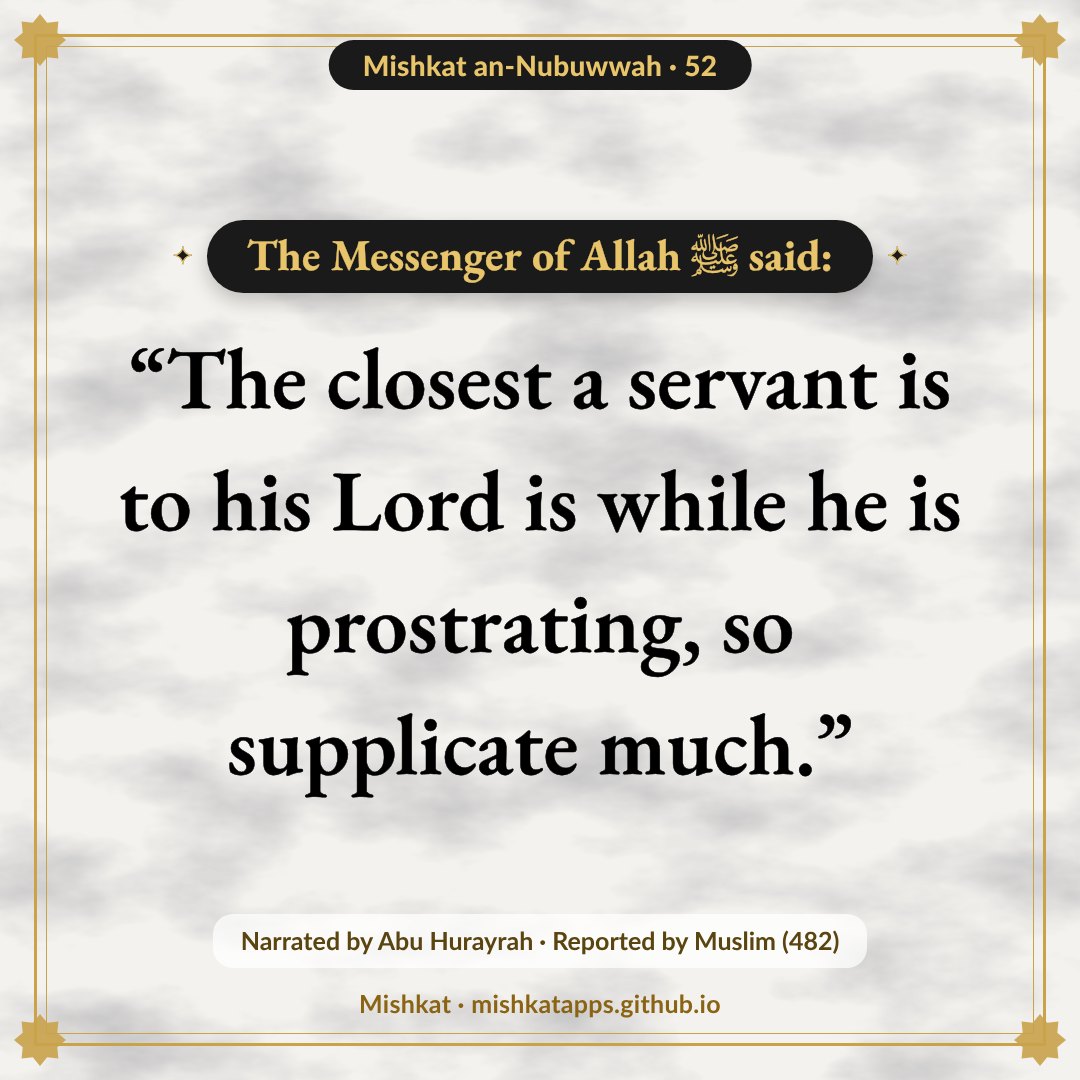 Mishkat an-Nubuwwah · 52
The Messenger of Allah ﷺ said:
“The closest a servant is
to his Lord is while he is
prostrating, so
supplicate much.”
Narrated by Abu Hurayrah · Reported by Muslim (482)
Mishkat · mishkatapps.github.io